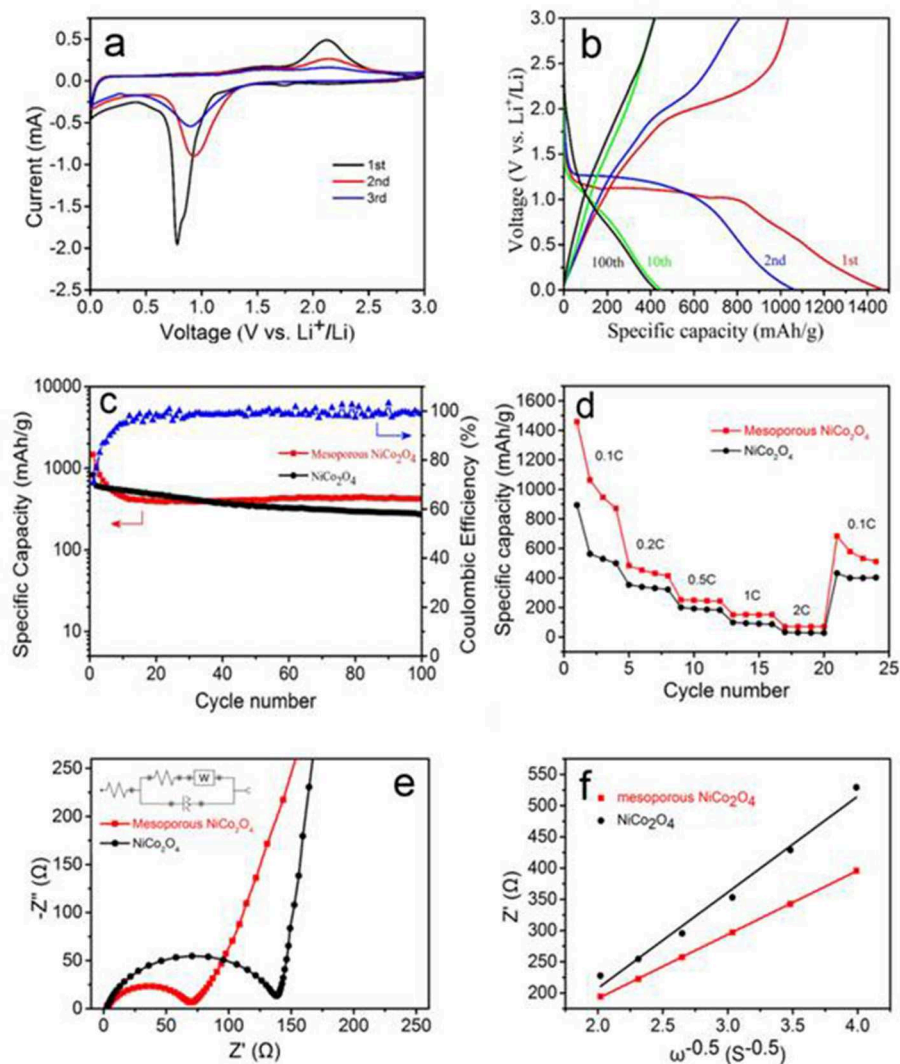 a
0.5
0.0
-0.5
-1.0
-1.5
-2.0
-2.5
Current (mA)
1st
2nd
3rd
0.0 0.5 1.0 1.5 2.0 2.5 3.0
Voltage (V vs. Li⁺/Li)
b
3.0
2.5
2.0
1.5
1.0
0.5
0.0
Voltage (V vs. Li⁺/Li)
100th 10th 2nd 1st
0 200 400 600 800 1000 1200 1400
Specific capacity (mAh/g)
c
10000
1000
100
10
Specific Capacity (mAh/g)
Mesoporous NiCo₂O₄
NiCo₂O₄
100
80
60
40
20
0
Coulombic Efficiency (%)
0 20 40 60 80 100
Cycle number
d
1600
1400
1200
1000
800
600
400
200
0
Specific capacity (mAh/g)
Mesoporous NiCo₂O₄
NiCo₂O₄
0.1C
0.2C
0.5C
1C
2C
0.1C
0 5 10 15 20 25
Cycle number
e
250
200
150
100
50
0
-Z" (Ω)
W
Mesoporous NiCo₂O₄
NiCo₂O₄
0 50 100 150 200 250
Z' (Ω)
f
550
500
450
400
350
300
250
200
Z' (Ω)
mesoporous NiCo₂O₄
NiCo₂O₄
2.0 2.5 3.0 3.5 4.0
ω⁻⁰·⁵ (S⁻⁰·⁵)